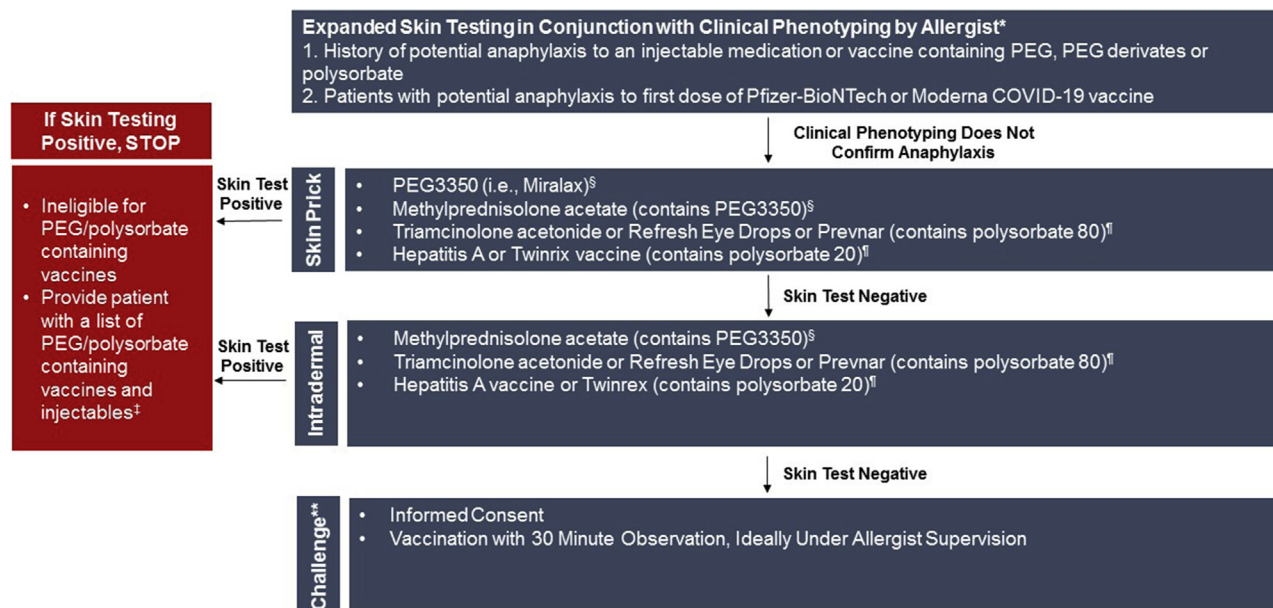 Expanded Skin Testing in Conjunction with Clinical Phenotyping by Allergist*
1. History of potential anaphylaxis to an injectable medication or vaccine containing PEG, PEG derivates or
polysorbate
2. Patients with potential anaphylaxis to first dose of Pfizer-BioNTech or Moderna COVID-19 vaccine
Clinical Phenotyping Does Not
Confirm Anaphylaxis
If Skin Testing
Positive, STOP
• Ineligible for
PEG/polysorbate
containing
vaccines
• Provide patient
with a list of
PEG/polysorbate
containing
vaccines and
injectables‡
Skin Test
Positive
Skin Prick
• PEG3350 (i.e., Miralax)§
• Methylprednisolone acetate (contains PEG3350)§
• Triamcinolone acetonide or Refresh Eye Drops or Prevnar (contains polysorbate 80)¶
• Hepatitis A or Twinrix vaccine (contains polysorbate 20)¶
Skin Test Negative
Skin Test
Positive
Intradermal
• Methylprednisolone acetate (contains PEG3350)§
• Triamcinolone acetonide or Refresh Eye Drops or Prevnar (contains polysorbate 80)¶
• Hepatitis A vaccine or Twinrex (contains polysorbate 20)¶
Skin Test Negative
Challenge**
• Informed Consent
• Vaccination with 30 Minute Observation, Ideally Under Allergist Supervision